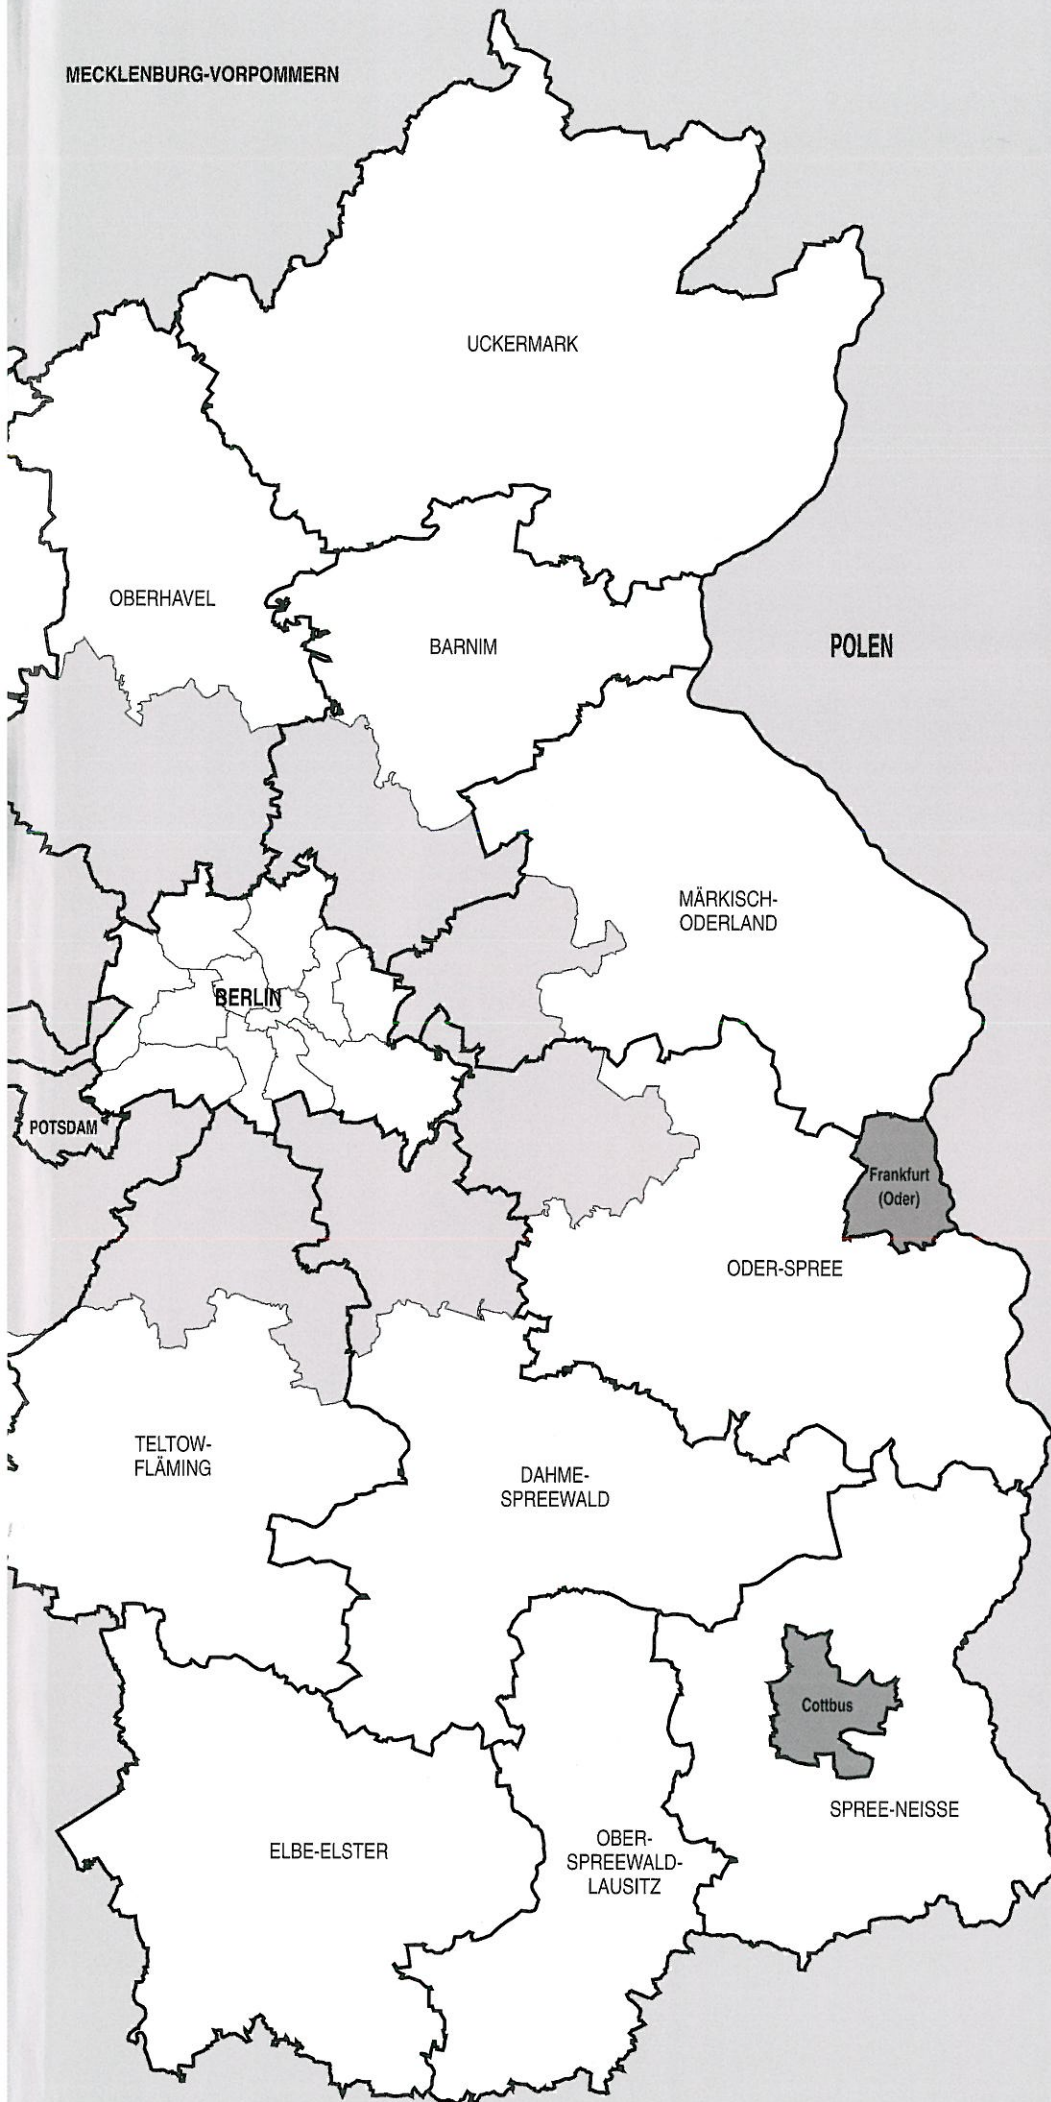 MECKLENBURG-VORPOMMERN
UCKERMARK
OBERHAVEL
BARNIM
POLEN
MÄRKISCH-
ODERLAND
BERLIN
POTSDAM
Frankfurt
(Oder)
ODER-SPREE
TELTOW-
FLÄMING
DAHME-
SPREEWALD
Cottbus
SPREE-NEISSE
ELBE-ELSTER
OBER-
SPREEWALD-
LAUSITZ